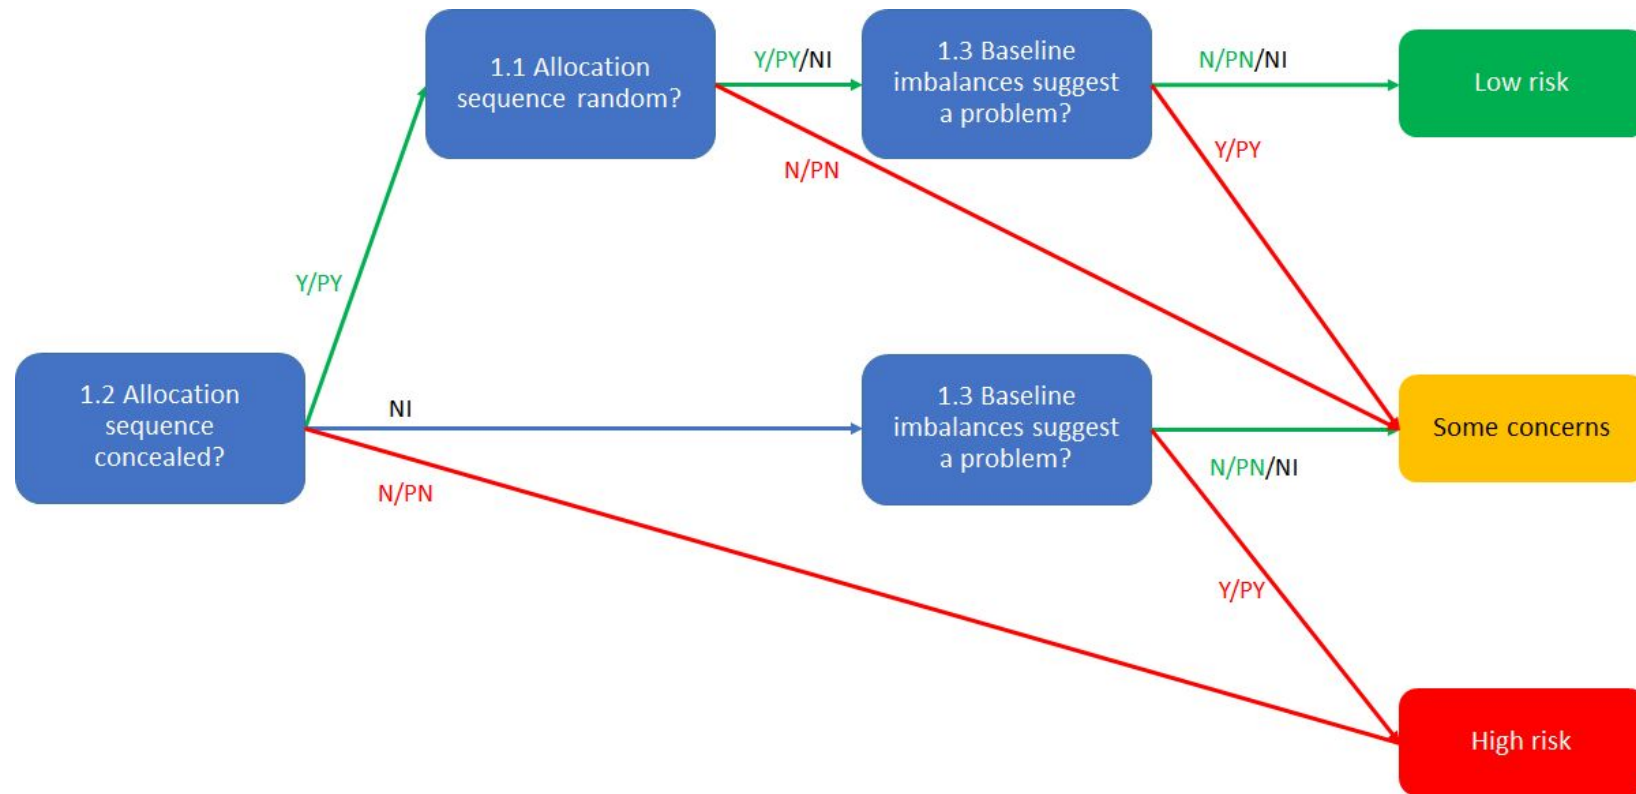 1.1 Allocation
sequence random?
Y/PY/NI
1.3 Baseline
imbalances suggest
a problem?
N/PN/NI
Low risk
N/PN
Y/PY
Y/PY
1.2 Allocation
sequence
concealed?
NI
1.3 Baseline
imbalances suggest
a problem?
Some concerns
N/PN/NI
N/PN
Y/PY
High risk